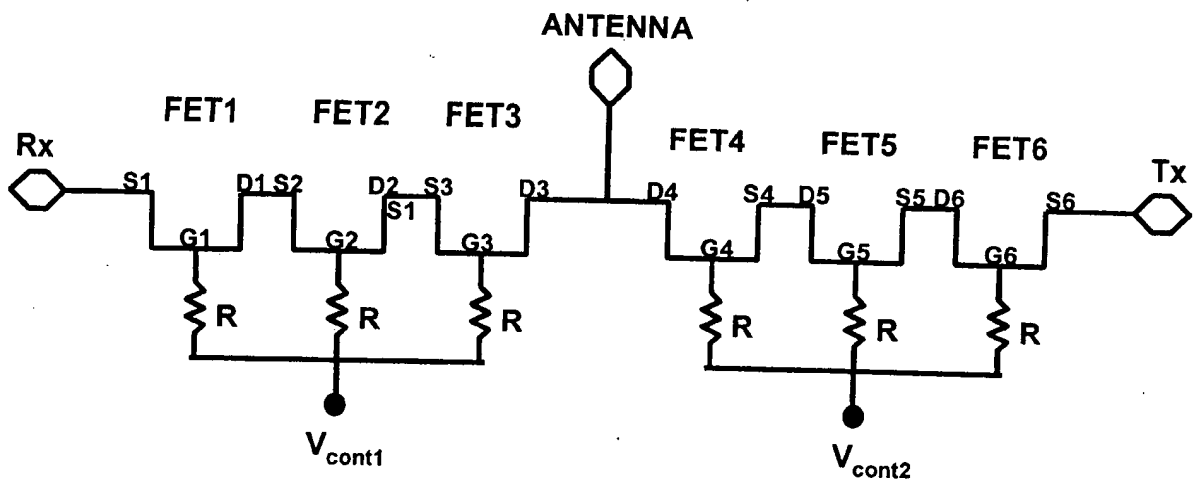 ANTENNA
FET1
FET2
FET3
FET4
FET5
FET6
Rx
Tx
S1
D1 S2
D2 S3
S1
D3
D4
S4 D5
S5 D6
S6
G1
G2
G3
G4
G5
G6
R
R
R
R
R
R
Vcont1
Vcont2